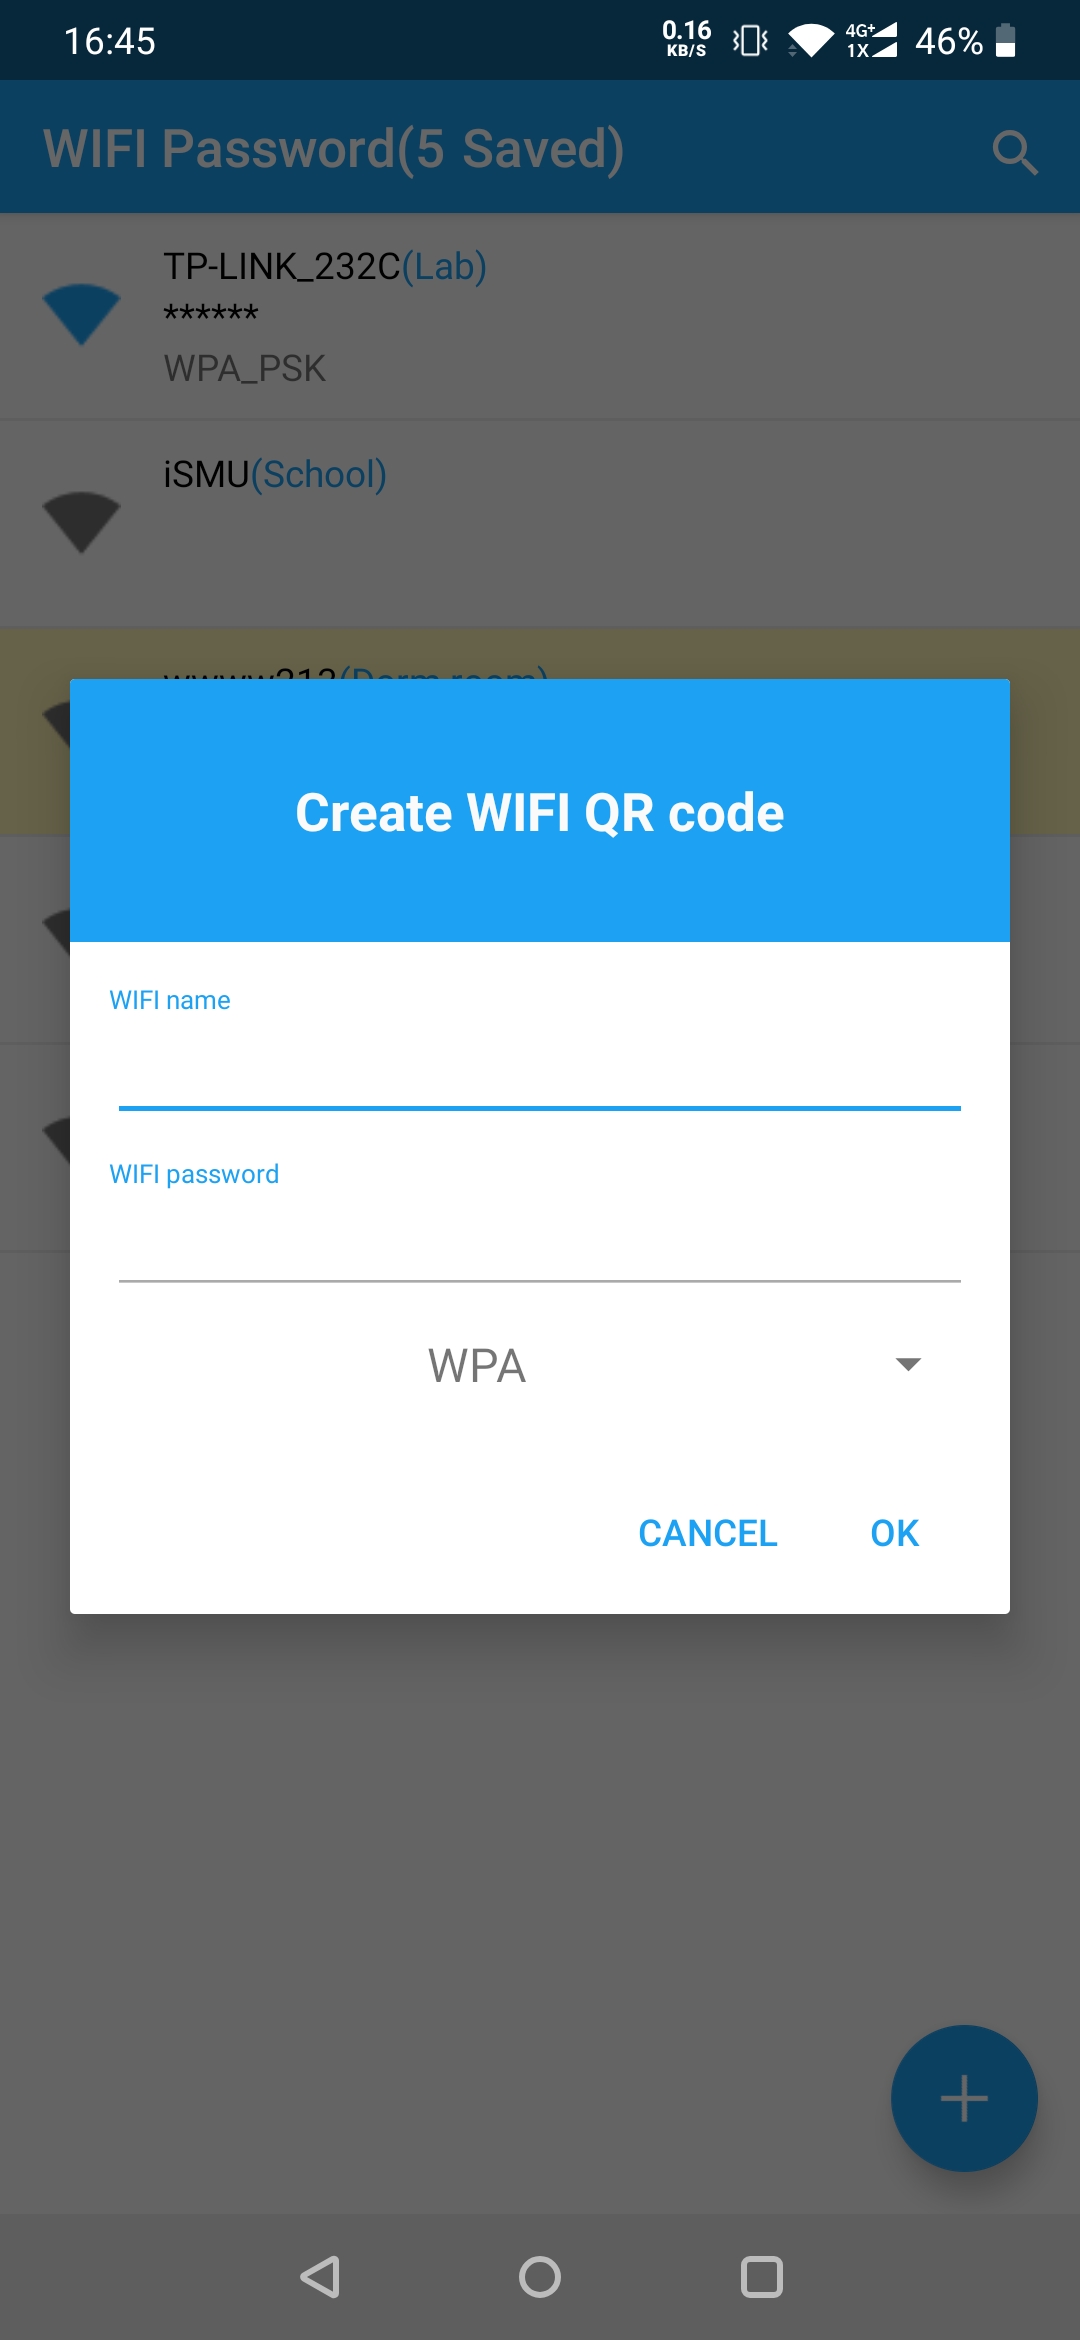 16:45
0.16
KB/S
4G+
1X
46%
WIFI Password(5 Saved)
TP-LINK_232C(Lab)
******
WPA_PSK
iSMU(School)
Create WIFI QR code
WIFI name
WIFI password
WPA
CANCEL OK